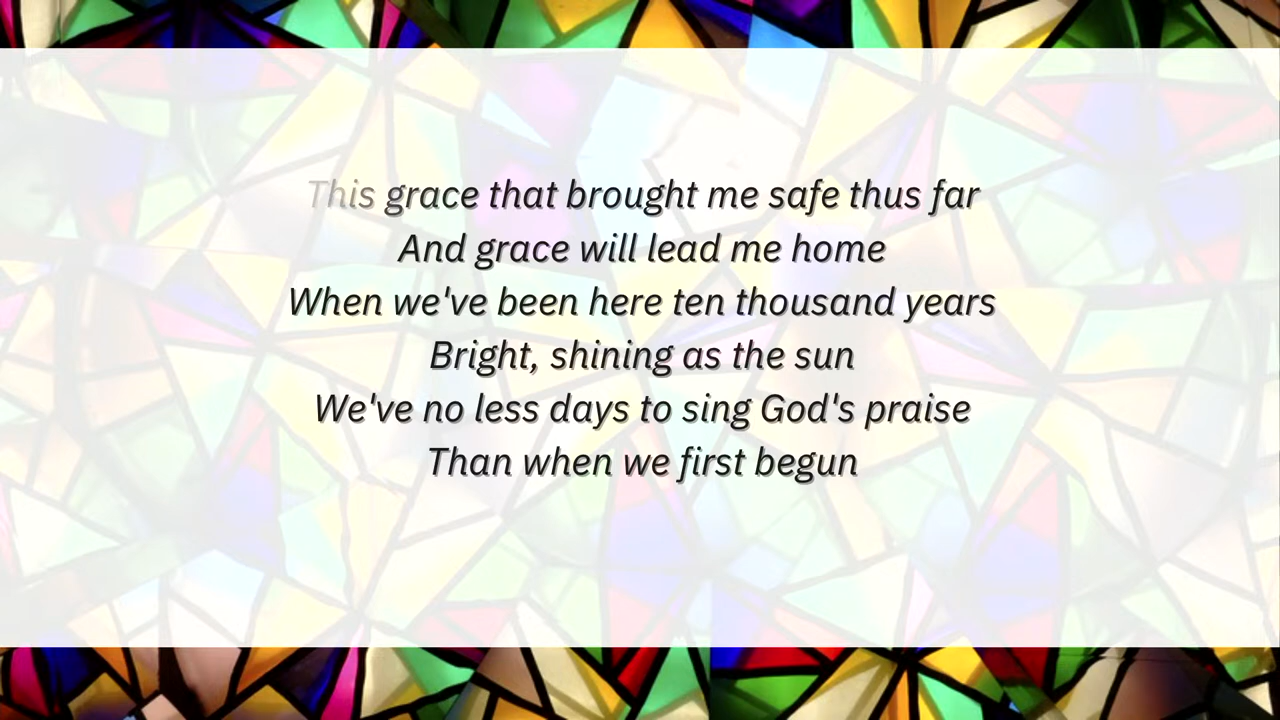 This grace that brought me safe thus far
And grace will lead me home
When we've been here ten thousand years
Bright, shining as the sun
We've no less days to sing God's praise
Than when we first begun